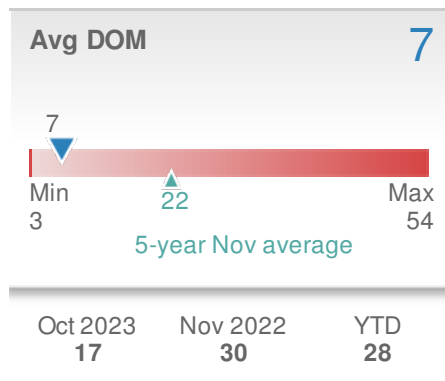 Avg DOM 7
7
Min Max
22
3 54
5-year Nov average
Oct 2023 Nov 2022 YTD
17 30 28